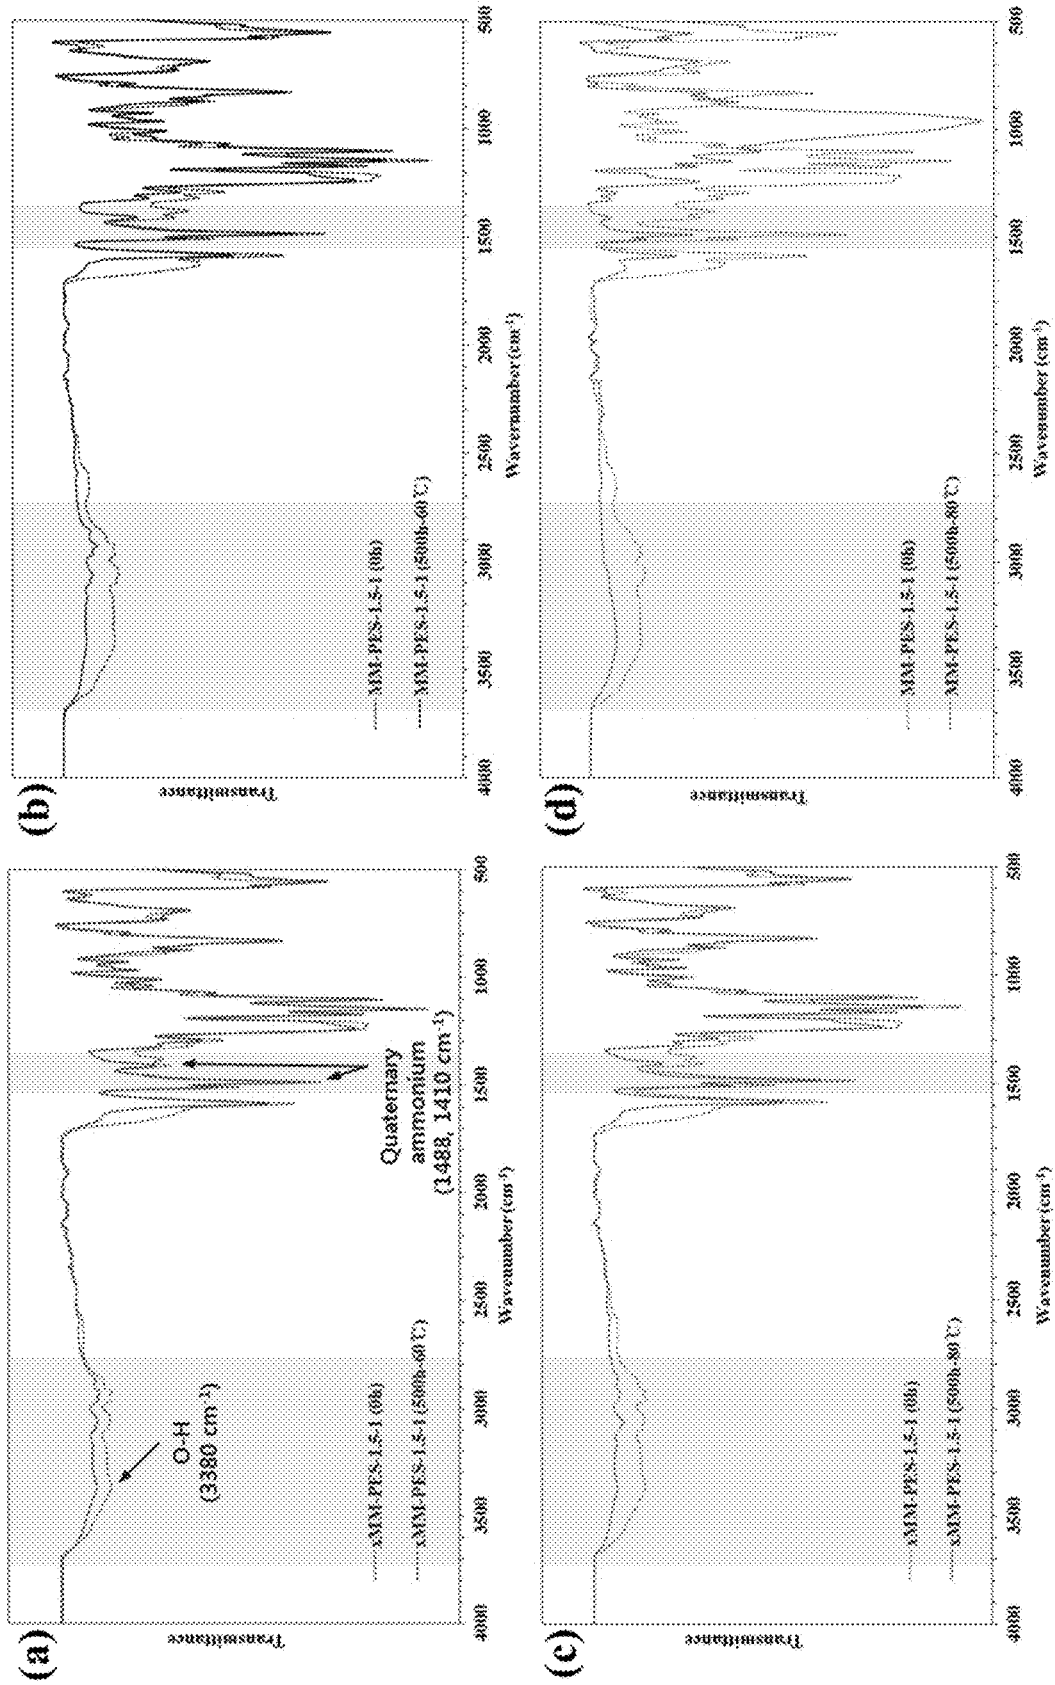 (a)
Transmittance
O-H
(3380 cm⁻¹)
Quaternary
ammonium
(1488, 1410 cm⁻¹)
xMM-PES-1.5-1 (0h)
xMM-PES-1.5-1 (500h-60℃)
4000 3500 3000 2500 2000 1500 1000 500
Wavenumber (cm⁻¹)
(b)
Transmittance
MM-PES-1.5-1 (0h)
MM-PES-1.5-1 (500h-60℃)
4000 3500 3000 2500 2000 1500 1000 500
Wavernumber (cm⁻¹)
(c)
Transmittance
xMM-PES-1.5-1 (0h)
xMM-PES-1.5-1 (500h-80℃)
4000 3500 3000 2500 2000 1500 1000 500
Wavenumber (cm⁻¹)
(d)
Transmittance
MM-PES-1.5-1 (0h)
MM-PES-1.5-1 (500h-80℃)
4000 3500 3000 2500 2000 1500 1000 500
Wavenumber (cm⁻¹)